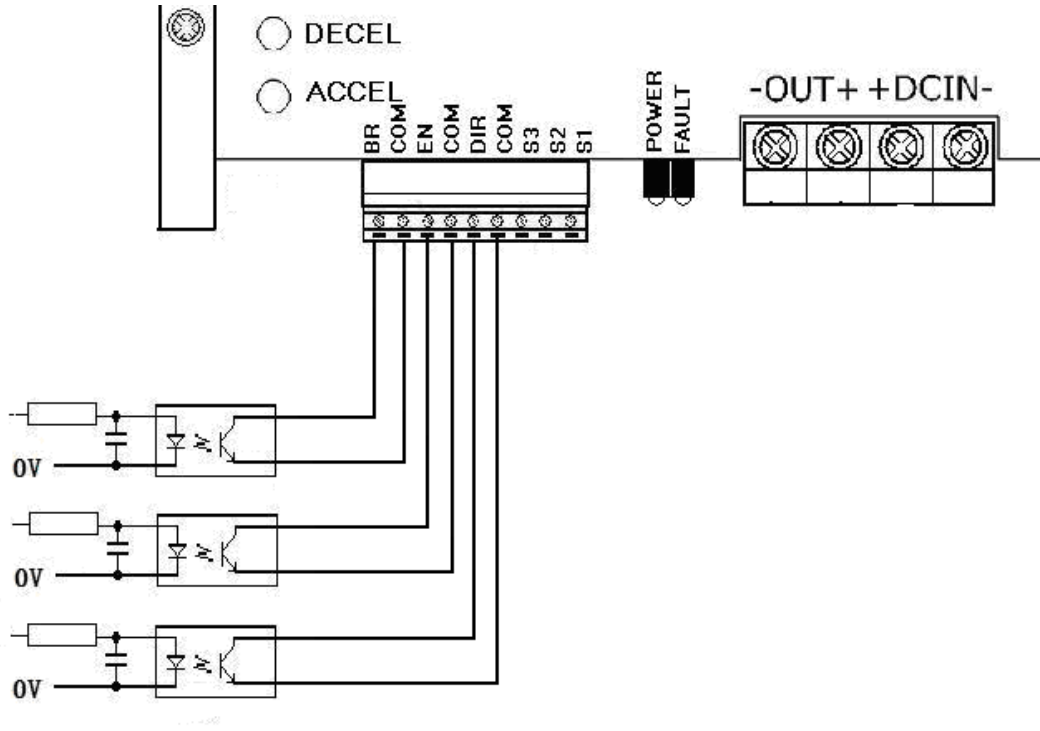 DECEL
ACCEL
BR
COM
EN
COM
DIR
COM
S3
S2
S1
POWER
FAULT
-OUT+ +DCIN-
0V
0V
0V